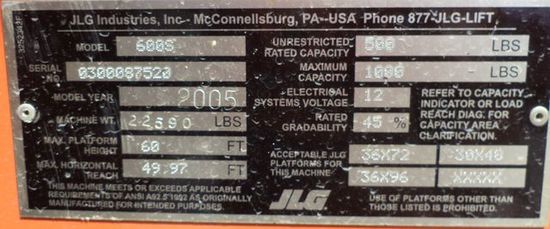 JLG Industries, Inc. - McConnellsburg, PA - USA Phone 877-JLG-LIFT
MODEL 600S
SERIAL NO. 0300087520
MODEL YEAR 2005
MACHINE WT. 22590 LBS
MAX. PLATFORM HEIGHT 60 FT
MAX. HORIZONTAL REACH 49.97 FT
THIS MACHINE MEETS OR EXCEEDS APPLICABLE
REQUIREMENTS OF ANSI A92.5 1992 AS ORIGINALLY
MANUFACTURED FOR INTENDED PURPOSES.
UNRESTRICTED RATED CAPACITY 500 LBS
MAXIMUM CAPACITY 1000 LBS
ELECTRICAL SYSTEMS VOLTAGE 12
RATED GRADABILITY 45 %
REFER TO CAPACITY
INDICATOR OR LOAD
REACH DIAG. FOR
CAPACITY AREA
CLARIFICATION.
ACCEPTABLE JLG
PLATFORMS FOR
THIS MACHINE
36X72 30X48
36X96 XXXXX
JLG
USE OF PLATFORMS OTHER THAN
THOSE LISTED IS PROHIBITED.